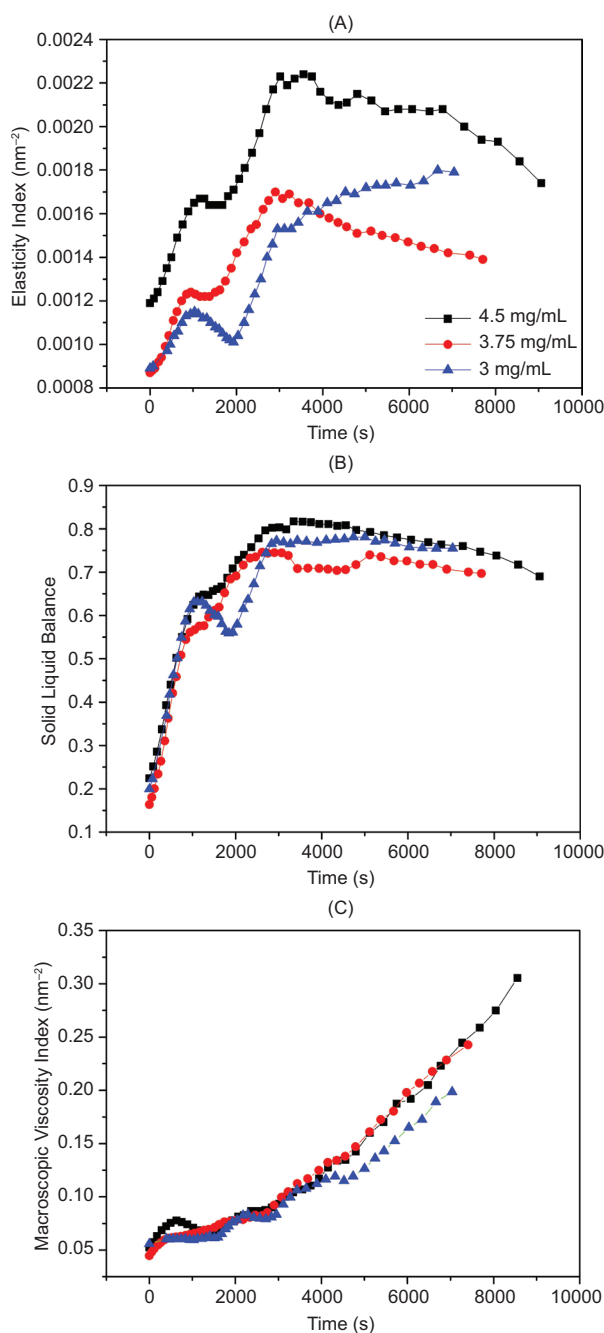 (A)
0.0024
0.0022
0.0020
0.0018
0.0016
0.0014
0.0012
0.0010
0.0008
Elasticity Index (nm⁻²)
4.5 mg/mL
3.75 mg/mL
3 mg/mL
0 2000 4000 6000 8000 10000
Time (s)
(B)
0.9
0.8
0.7
0.6
0.5
0.4
0.3
0.2
0.1
Solid Liquid Balance
0 2000 4000 6000 8000 10000
Time (s)
(C)
0.35
0.30
0.25
0.20
0.15
0.10
0.05
Macroscopic Viscosity Index (nm⁻²)
0 2000 4000 6000 8000 10000
Time (s)